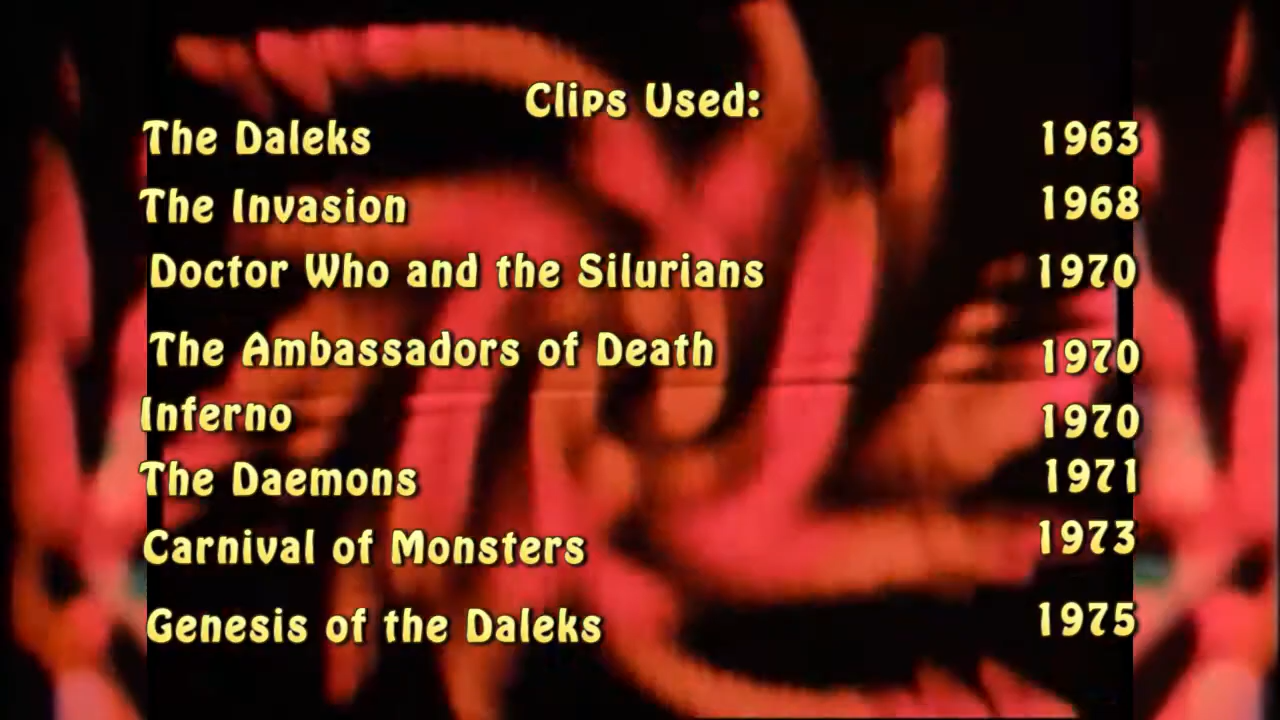 Clips Used:
The Daleks 1963
The Invasion 1968
Doctor Who and the Silurians 1970
The Ambassadors of Death 1970
Inferno 1970
The Daemons 1971
Carnival of Monsters 1973
Genesis of the Daleks 1975